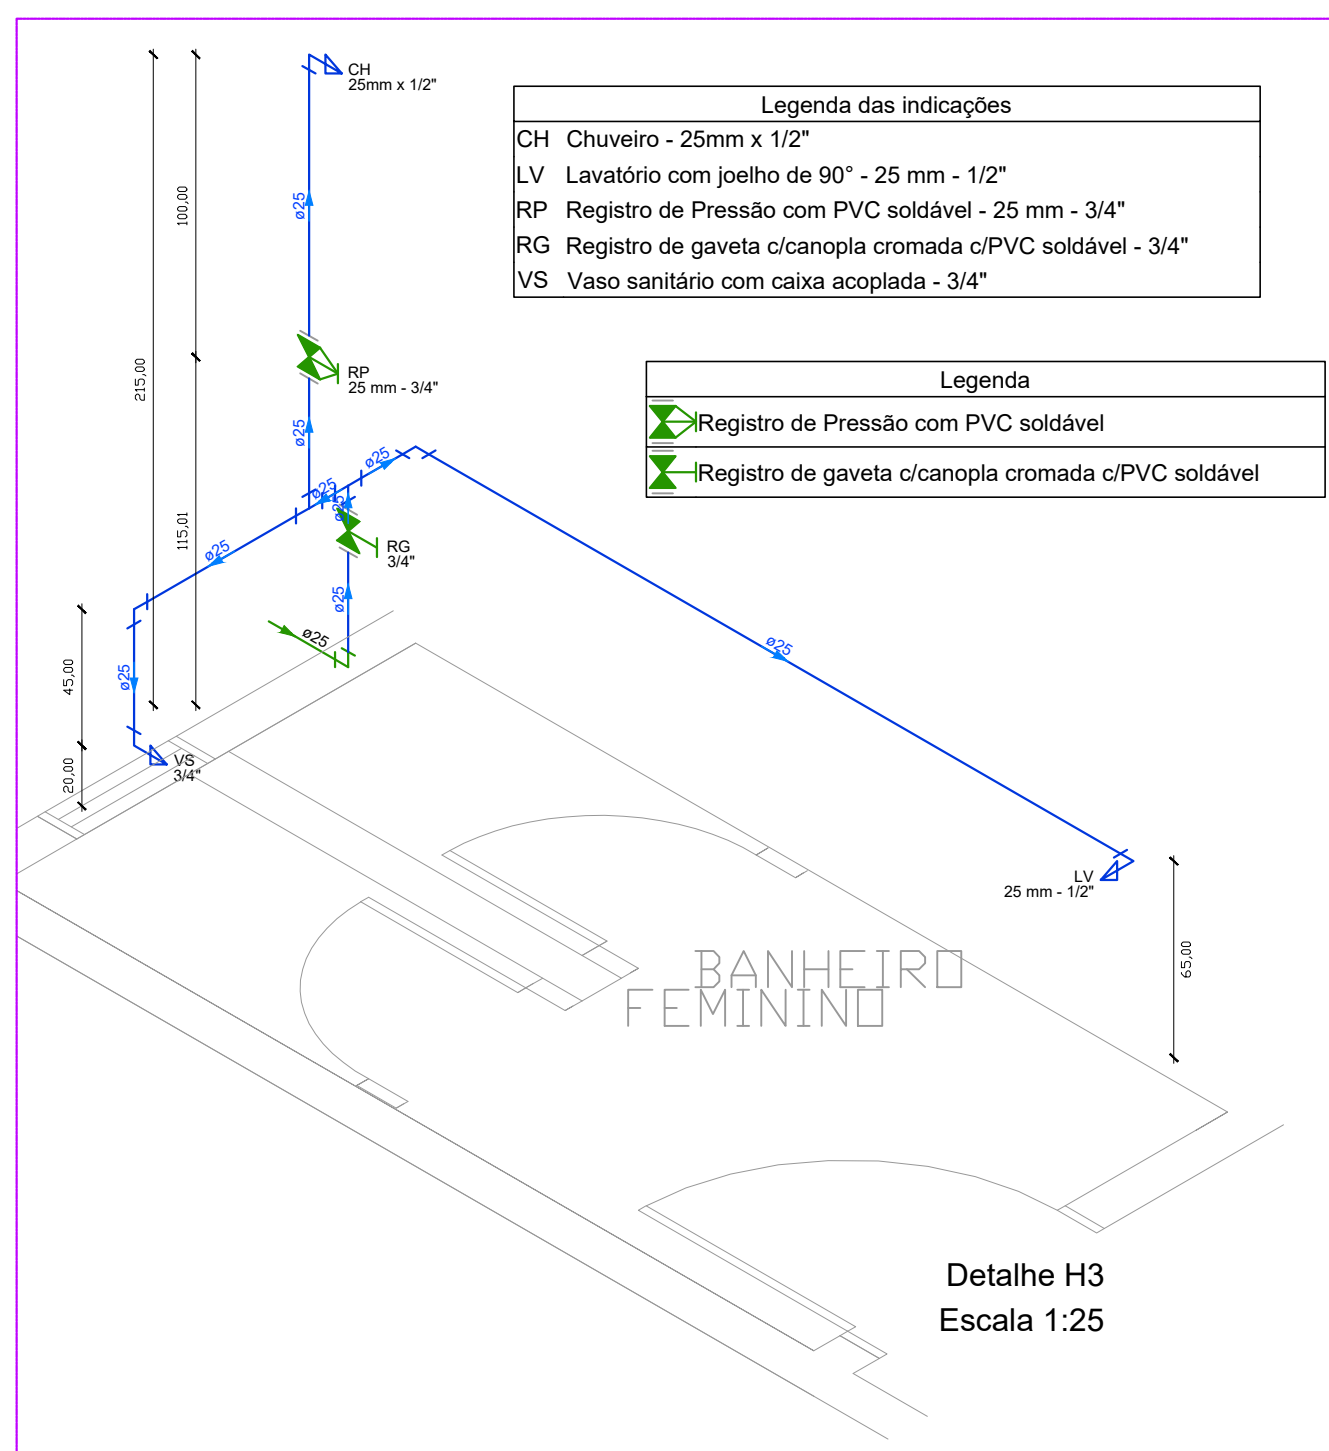 CH
25mm x 1/2"
Legenda das indicações
CH Chuveiro - 25mm x 1/2"
LV Lavatório com joelho de 90° - 25 mm - 1/2"
RP Registro de Pressão com PVC soldável - 25 mm - 3/4"
RG Registro de gaveta c/canopla cromada c/PVC soldável - 3/4"
VS Vaso sanitário com caixa acoplada - 3/4"
100,00
ø25
215,00
RP
25 mm - 3/4"
Legenda
Registro de Pressão com PVC soldável
Registro de gaveta c/canopla cromada c/PVC soldável
ø25
ø25
ø25
ø25
115,01
ø25
RG
3/4"
ø25
ø25
ø25
45,00
ø25
20,00
VS
3/4"
LV
25 mm - 1/2"
65,00
BANHEIRO
FEMININO
Detalhe H3
Escala 1:25